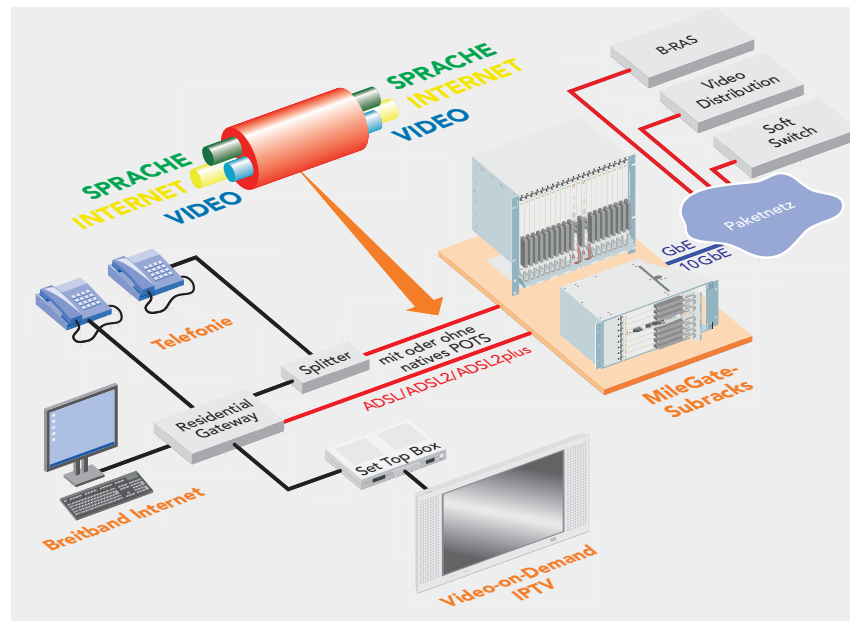 B-RAS
Video
Distribution
Soft
Switch
Paketnetz
GbE
10GbE
SPRACHE
INTERNET
VIDEO
SPRACHE
INTERNET
VIDEO
Telefonie
Splitter
mit oder ohne
natives POTS
ADSL/ADSL2/ADSL2plus
MileGate-
Subracks
Residential
Gateway
Set Top Box
Breitband Internet
Video-on-Demand
IPTV